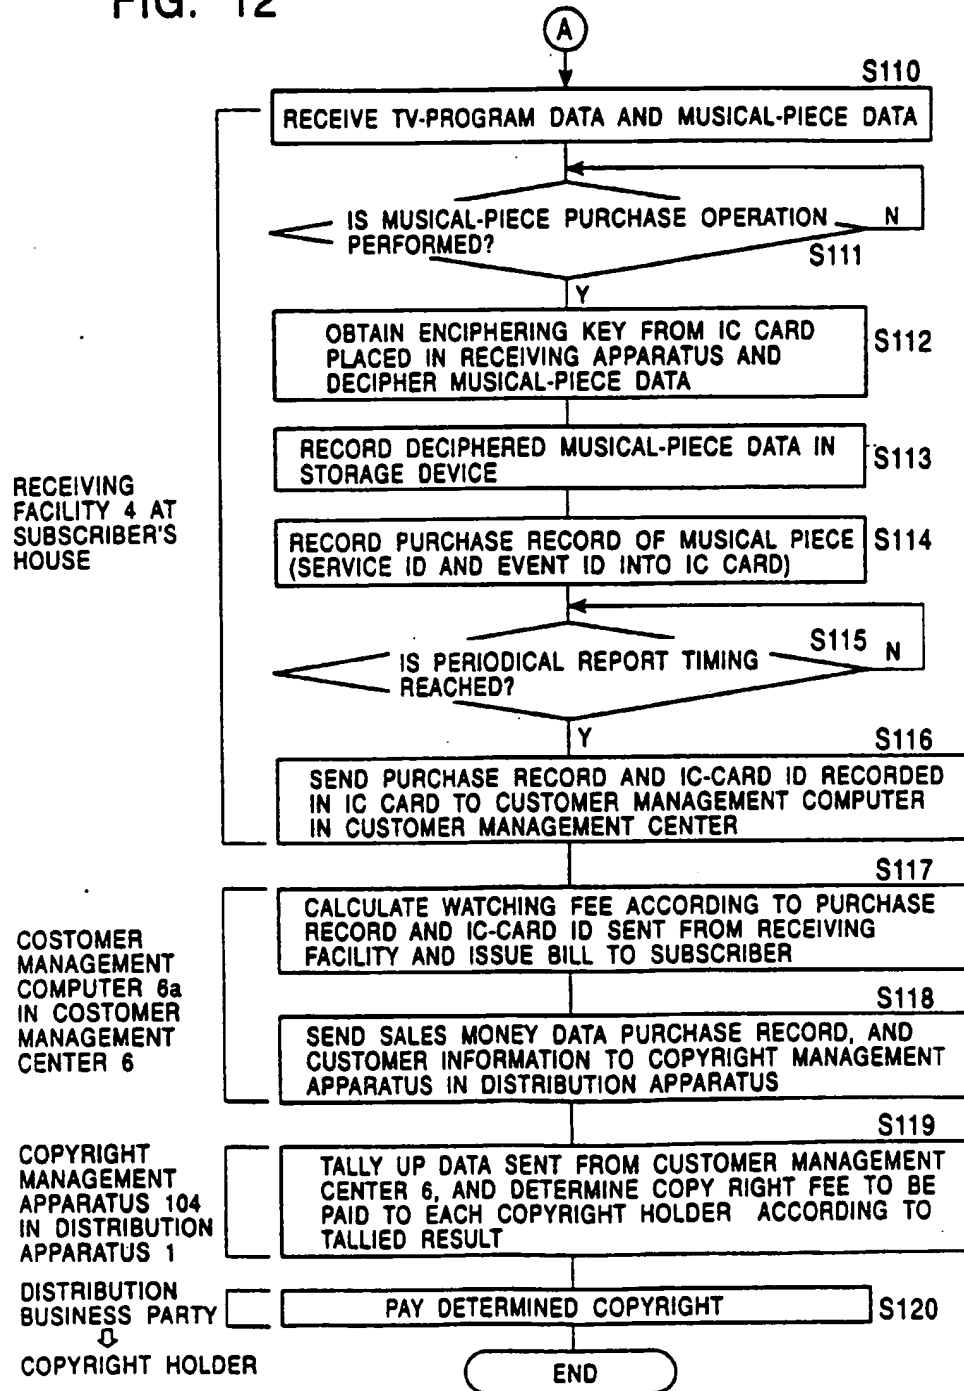 FIG. 12
A
S110
RECEIVE TV-PROGRAM DATA AND MUSICAL-PIECE DATA
IS MUSICAL-PIECE PURCHASE OPERATION
PERFORMED?
N
S111
Y
OBTAIN ENCIPHERING KEY FROM IC CARD
PLACED IN RECEIVING APPARATUS AND
DECIPHER MUSICAL-PIECE DATA
S112
RECORD DECIPHERED MUSICAL-PIECE DATA IN
STORAGE DEVICE
S113
RECEIVING
FACILITY 4 AT
SUBSCRIBER'S
HOUSE
RECORD PURCHASE RECORD OF MUSICAL PIECE
(SERVICE ID AND EVENT ID INTO IC CARD)
S114
S115
N
IS PERIODICAL REPORT TIMING
REACHED?
Y
S116
SEND PURCHASE RECORD AND IC-CARD ID RECORDED
IN IC CARD TO CUSTOMER MANAGEMENT COMPUTER
IN CUSTOMER MANAGEMENT CENTER
S117
CALCULATE WATCHING FEE ACCORDING TO PURCHASE
RECORD AND IC-CARD ID SENT FROM RECEIVING
FACILITY AND ISSUE BILL TO SUBSCRIBER
COSTOMER
MANAGEMENT
COMPUTER 6a
IN COSTOMER
MANAGEMENT
CENTER 6
S118
SEND SALES MONEY DATA PURCHASE RECORD, AND
CUSTOMER INFORMATION TO COPYRIGHT MANAGEMENT
APPARATUS IN DISTRIBUTION APPARATUS
S119
COPYRIGHT
MANAGEMENT
APPARATUS 104
IN DISTRIBUTION
APPARATUS 1
TALLY UP DATA SENT FROM CUSTOMER MANAGEMENT
CENTER 6, AND DETERMINE COPY RIGHT FEE TO BE
PAID TO EACH COPYRIGHT HOLDER ACCORDING TO
TALLIED RESULT
DISTRIBUTION
BUSINESS PARTY
⇩
COPYRIGHT HOLDER
PAY DETERMINED COPYRIGHT
S120
END